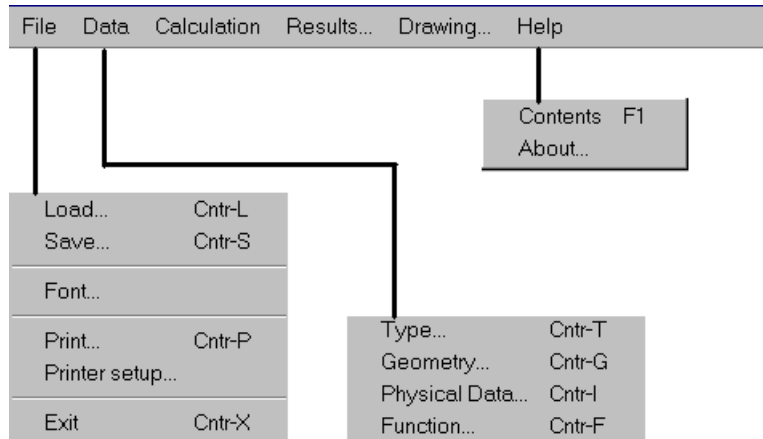 File Data Calculation Results... Drawing... Help
Contents F1
About...
Load... Cntr-L
Save... Cntr-S
Font...
Print... Cntr-P
Printer setup...
Exit Cntr-X
Type... Cntr-T
Geometry... Cntr-G
Physical Data... Cntr-I
Function... Cntr-F